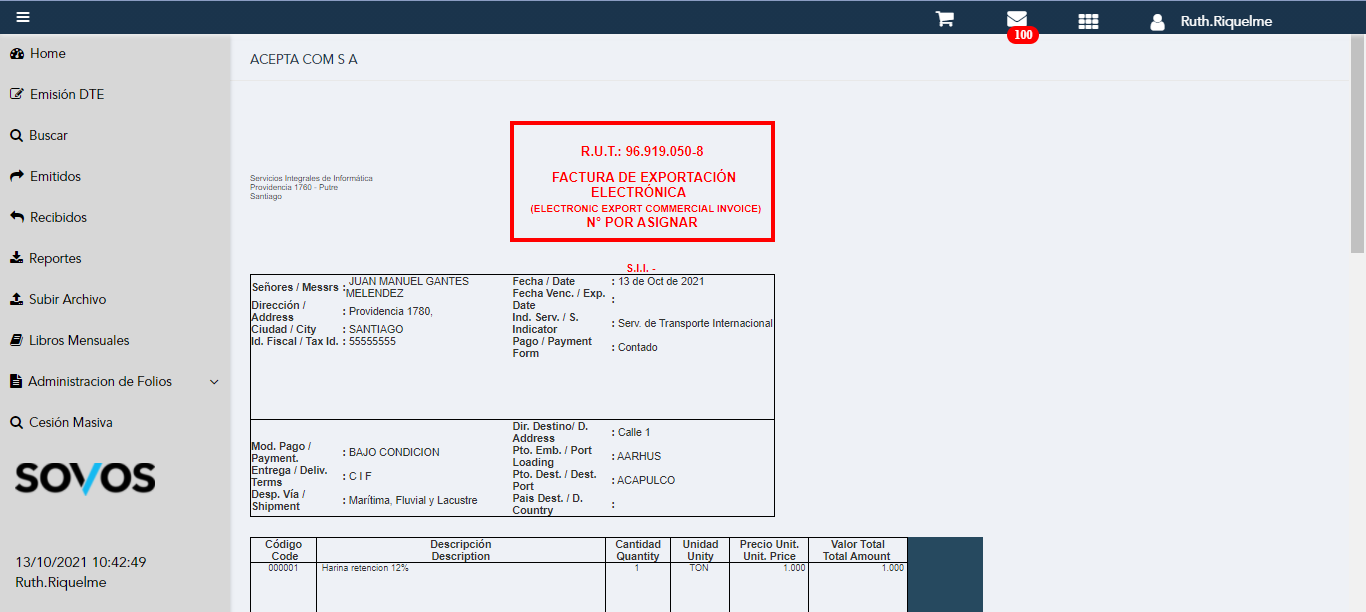 Ruth.Riquelme
100
Home
Emisión DTE
Buscar
Emitidos
Recibidos
Reportes
Subir Archivo
Libros Mensuales
Administracion de Folios
Cesión Masiva
SOVOS
13/10/2021 10:42:49
Ruth.Riquelme
ACEPTA COM S A
Servicios Integrales de Informática
Providencia 1760 - Putre
Santiago
R.U.T.: 96.919.050-8
FACTURA DE EXPORTACIÓN
ELECTRÓNICA
(ELECTRONIC EXPORT COMMERCIAL INVOICE)
N° POR ASIGNAR
S.I.I. -
Señores / Messrs : JUAN MANUEL GANTES
MELENDEZ
Dirección /
Address : Providencia 1780,
Ciudad / City : SANTIAGO
Id. Fiscal / Tax Id. : 55555555
Fecha / Date : 13 de Oct de 2021
Fecha Venc. / Exp.
Date :
Ind. Serv. / S.
Indicator : Serv. de Transporte Internacional
Pago / Payment
Form : Contado
Mod. Pago /
Payment. : BAJO CONDICION
Entrega / Deliv.
Terms : C I F
Desp. Vía /
Shipment : Marítima, Fluvial y Lacustre
Dir. Destino/ D.
Address : Calle 1
Pto. Emb. / Port
Loading : AARHUS
Pto. Dest. / Dest.
Port : ACAPULCO
Pais Dest. / D.
Country :
Código Descripción Cantidad Unidad Precio Unit. Valor Total
Code Description Quantity Unity Unit. Price Total Amount
000001 Harina retencion 12% 1 TON 1.000 1.000